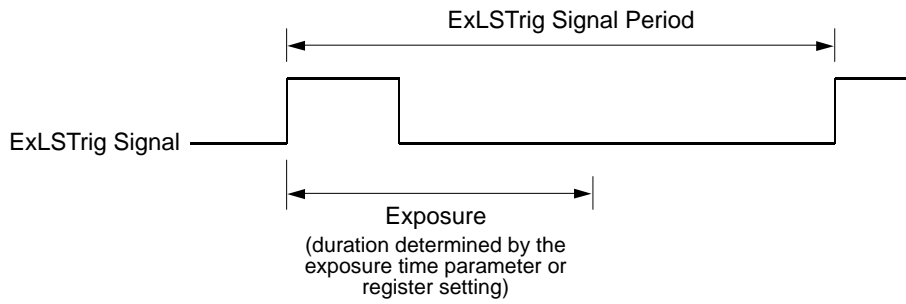 ExLSTrig Signal Period
ExLSTrig Signal
Exposure
(duration determined by the
exposure time parameter or
register setting)